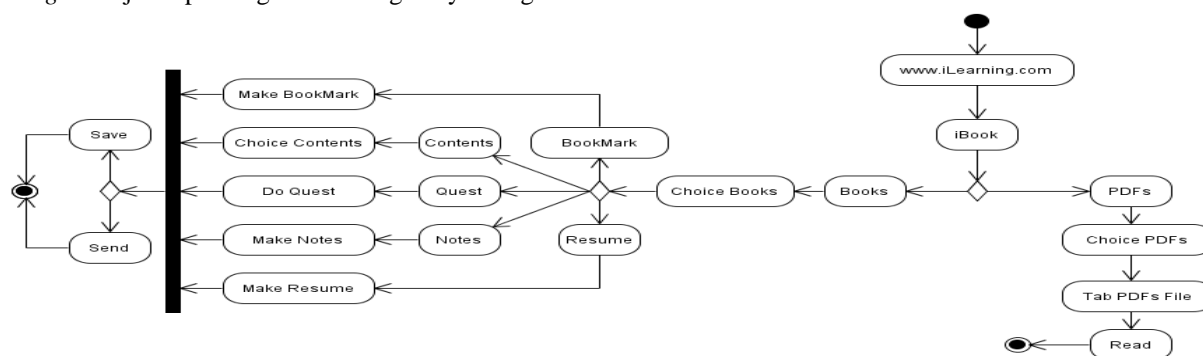 www.iLearning.com
Make BookMark
Save
Choice Contents
Contents
BookMark
iBook
Do Quest
Quest
Choice Books
Books
PDFs
Send
Make Notes
Notes
Resume
Choice PDFs
Make Resume
Tab PDFs File
Read